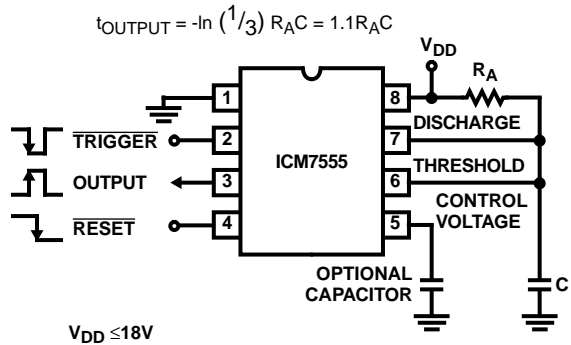 tOUTPUT = -ln (1/3) RAC = 1.1RAC
VDD
RA
1
8
DISCHARGE
TRIGGER
2
7
ICM7555
THRESHOLD
OUTPUT
3
6
CONTROL
VOLTAGE
RESET
4
5
OPTIONAL
CAPACITOR
C
VDD ≤18V